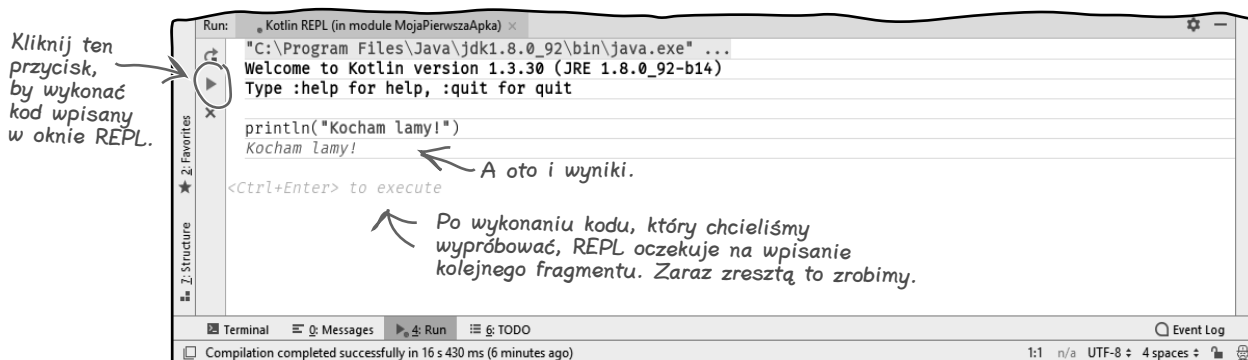 Run: Kotlin REPL (in module MojaPierwszaApka) ×
Kliknij ten
przycisk,
by wykonać
kod wpisany
w oknie REPL.
"C:\Program Files\Java\jdk1.8.0_92\bin\java.exe" ...
Welcome to Kotlin version 1.3.30 (JRE 1.8.0_92-b14)
Type :help for help, :quit for quit
println("Kocham lamy!")
Kocham lamy!
A oto i wyniki.
<Ctrl+Enter> to execute
Po wykonaniu kodu, który chcieliśmy
wypróbować, REPL oczekuje na wpisanie
kolejnego fragmentu. Zaraz zresztą to zrobimy.
2: Favorites
Z: Structure
Terminal 0: Messages 4: Run 6: TODO Event Log
Compilation completed successfully in 16 s 430 ms (6 minutes ago) 1:1 n/a UTF-8 4 spaces